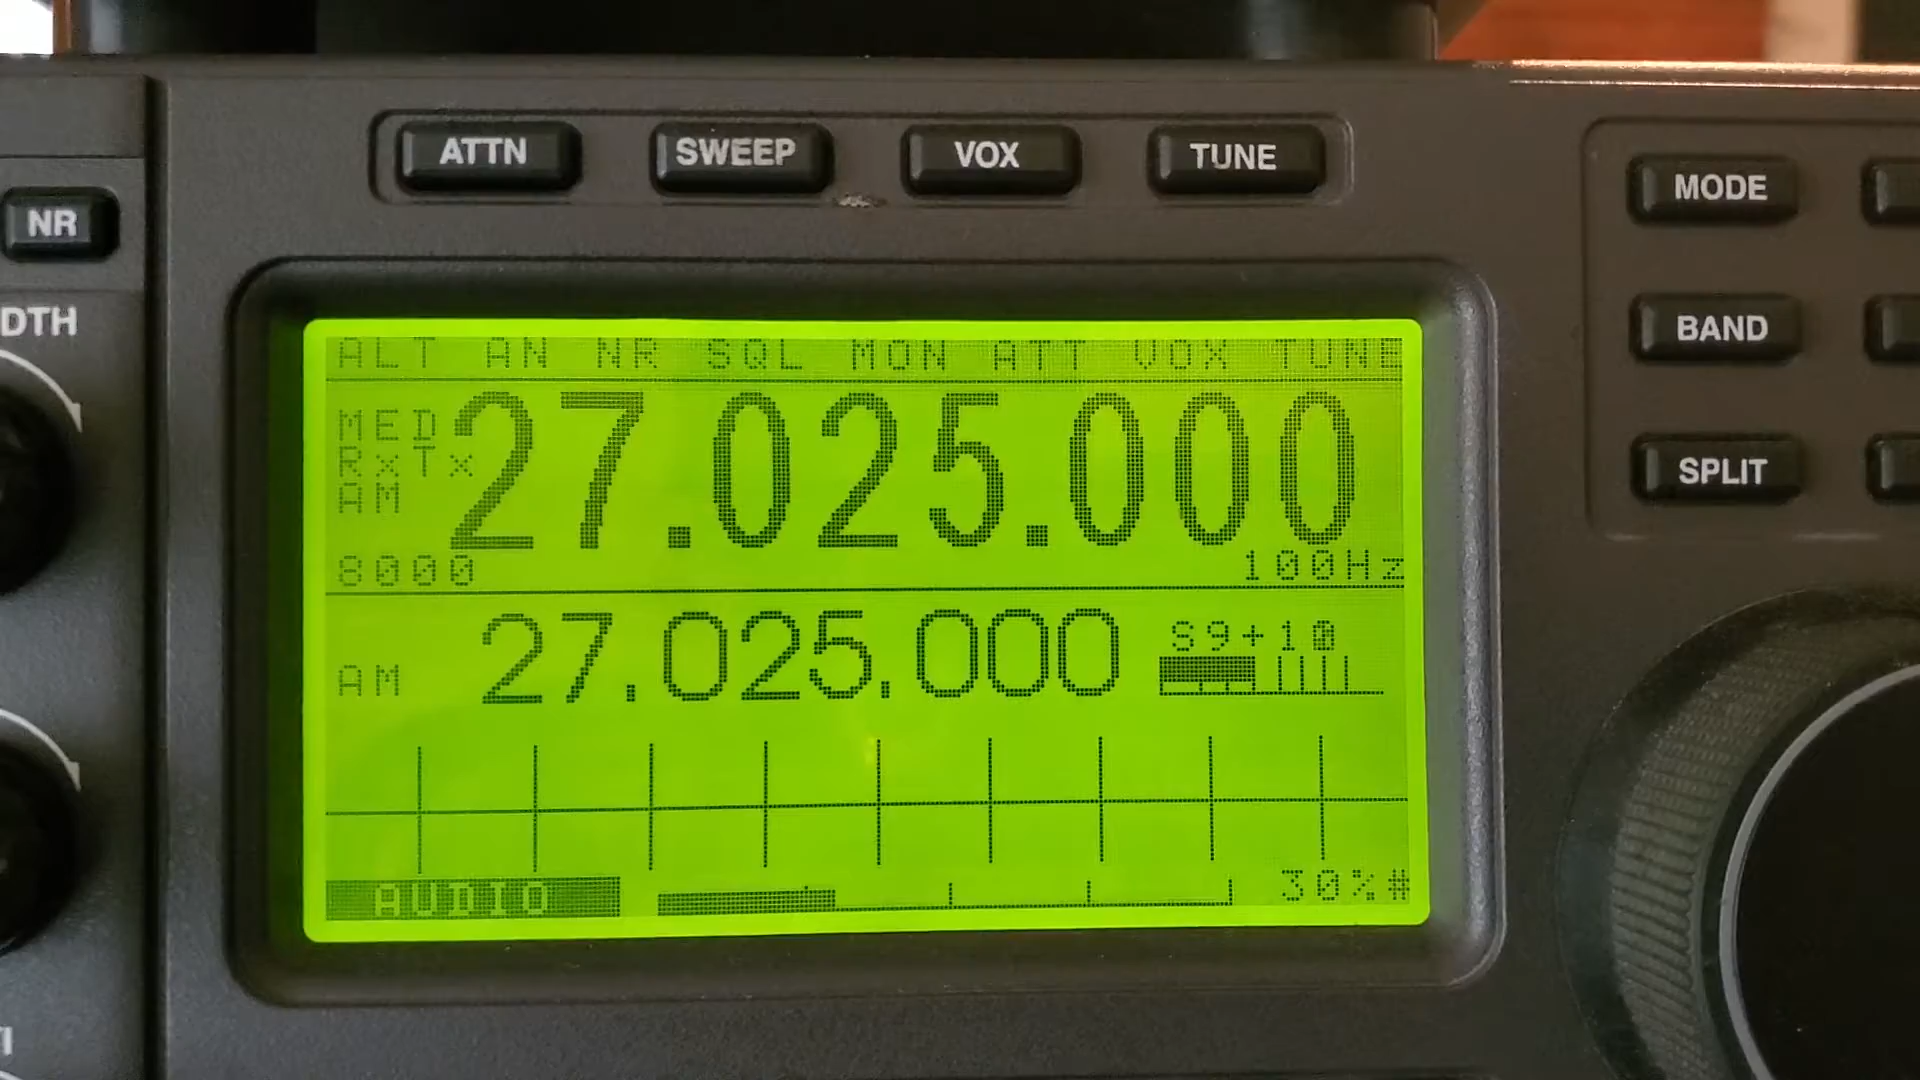 ATTN SWEEP VOX TUNE
MODE
NR
BAND
DTH
SPLIT
ALT AN NR SQL MON ATT VOX TUNE
MED 27.025.000
RxTx
AM
8000 100Hz
AM 27.025.000 S9+10
AUDIO 30%#